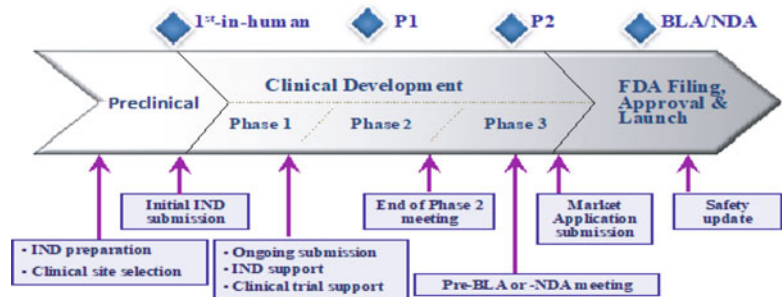 1st-in-human
P1
P2
BLA/NDA
Preclinical
Clinical Development
Phase 1
Phase 2
Phase 3
FDA Filing,
Approval &
Launch
Initial IND
submission
End of Phase 2
meeting
Market
Application
submission
Safety
update
- IND preparation
- Clinical site selection
- Ongoing submission
- IND support
- Clinical trial support
Pre-BLA or -NDA meeting